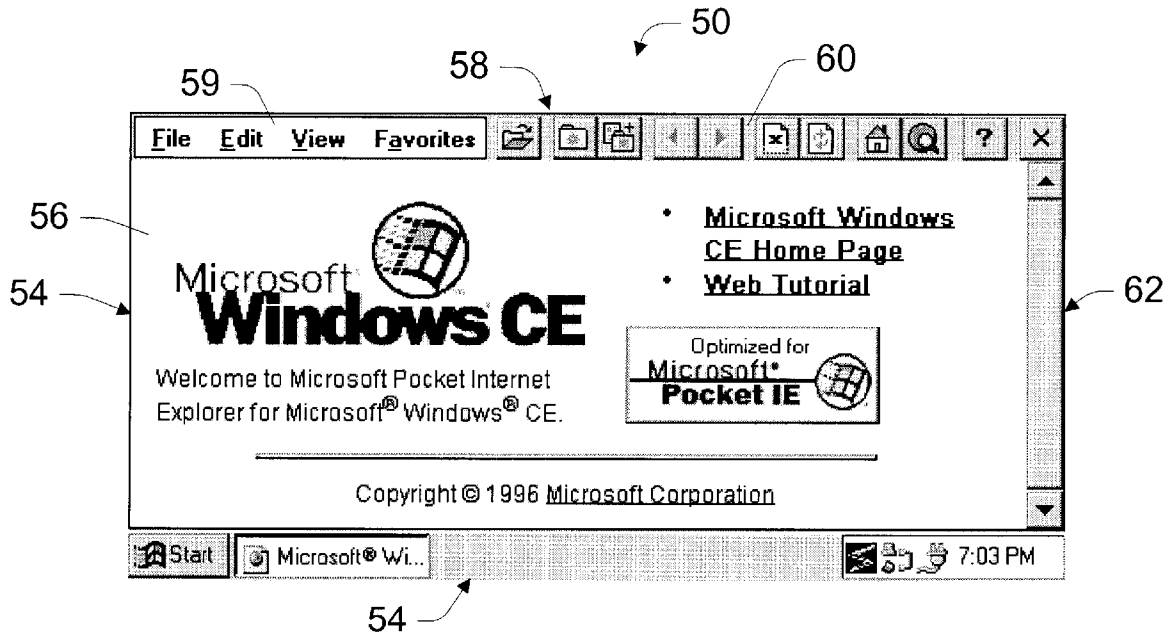 50
58
60
59
File Edit View Favorites ? ×
56
Microsoft
Windows CE
• Microsoft Windows
CE Home Page
• Web Tutorial
54
62
Optimized for
Microsoft
Pocket IE
Welcome to Microsoft Pocket Internet
Explorer for Microsoft® Windows® CE.
Copyright © 1996 Microsoft Corporation
Start Microsoft® Wi... 7:03 PM
54